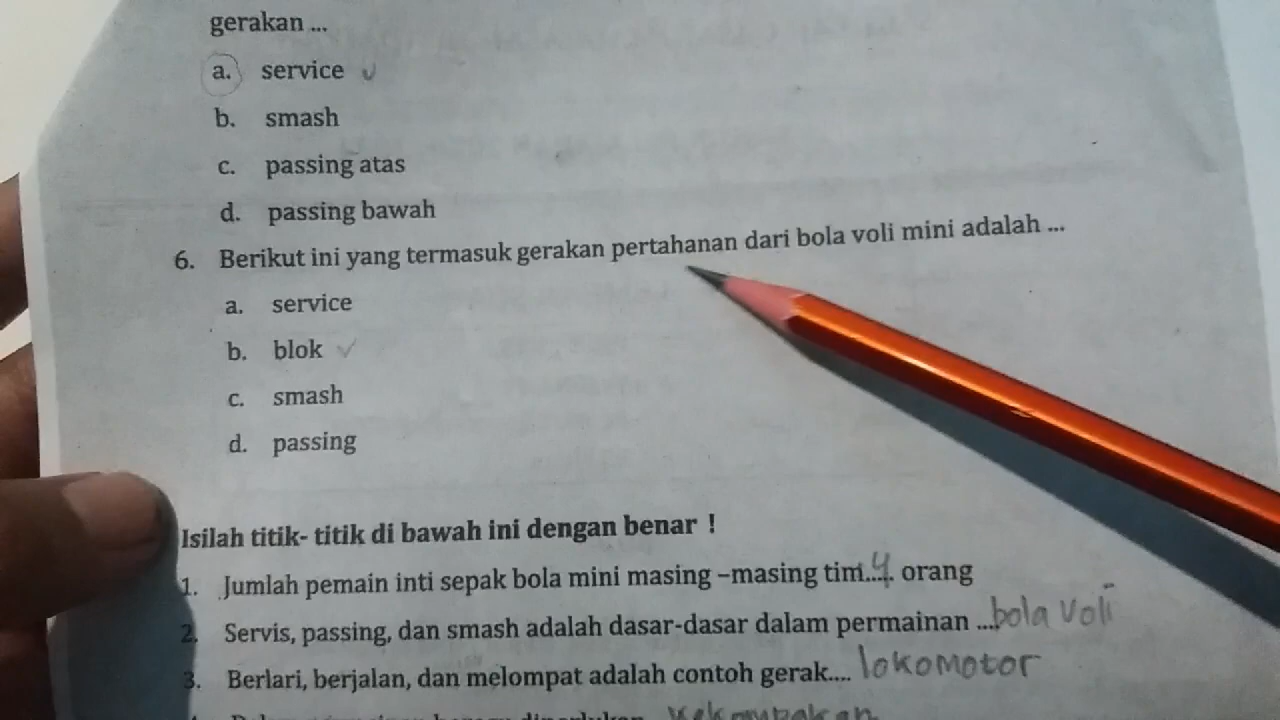 gerakan ...
a. service
b. smash
c. passing atas
d. passing bawah
6. Berikut ini yang termasuk gerakan pertahanan dari bola voli mini adalah ...
a. service
b. blok
c. smash
d. passing
Isilah titik- titik di bawah ini dengan benar !
1. Jumlah pemain inti sepak bola mini masing –masing tim.... 4 orang
2. Servis, passing, dan smash adalah dasar-dasar dalam permainan ... bola voli
3. Berlari, berjalan, dan melompat adalah contoh gerak.... lokomotor